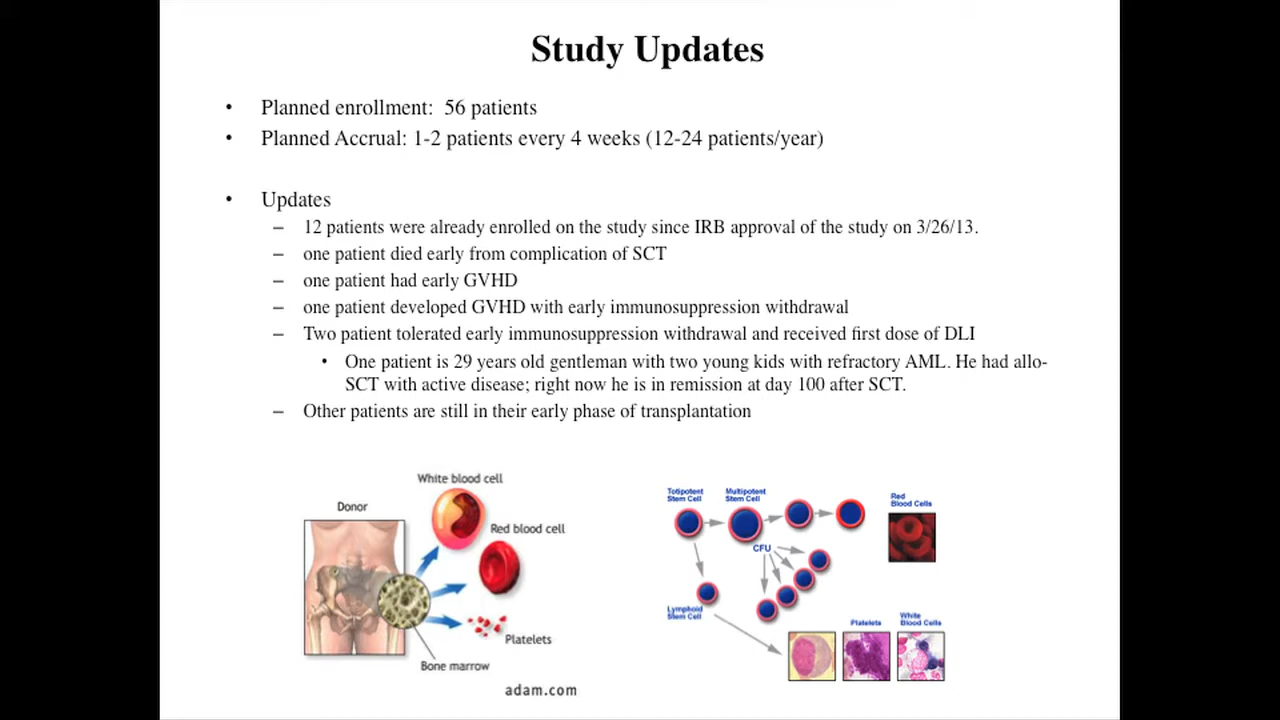 Study Updates
• Planned enrollment: 56 patients
• Planned Accrual: 1-2 patients every 4 weeks (12-24 patients/year)
• Updates
– 12 patients were already enrolled on the study since IRB approval of the study on 3/26/13.
– one patient died early from complication of SCT
– one patient had early GVHD
– one patient developed GVHD with early immunosuppression withdrawal
– Two patient tolerated early immunosuppression withdrawal and received first dose of DLI
• One patient is 29 years old gentleman with two young kids with refractory AML. He had allo-
SCT with active disease; right now he is in remission at day 100 after SCT.
– Other patients are still in their early phase of transplantation
White blood cell
Donor
Red blood cell
Platelets
Bone marrow
adam.com
Totipotent
Stem Cell
Multipotent
Stem Cell
Red
Blood Cells
CFU
Lymphoid
Stem Cell
Platelets
White
Blood Cells